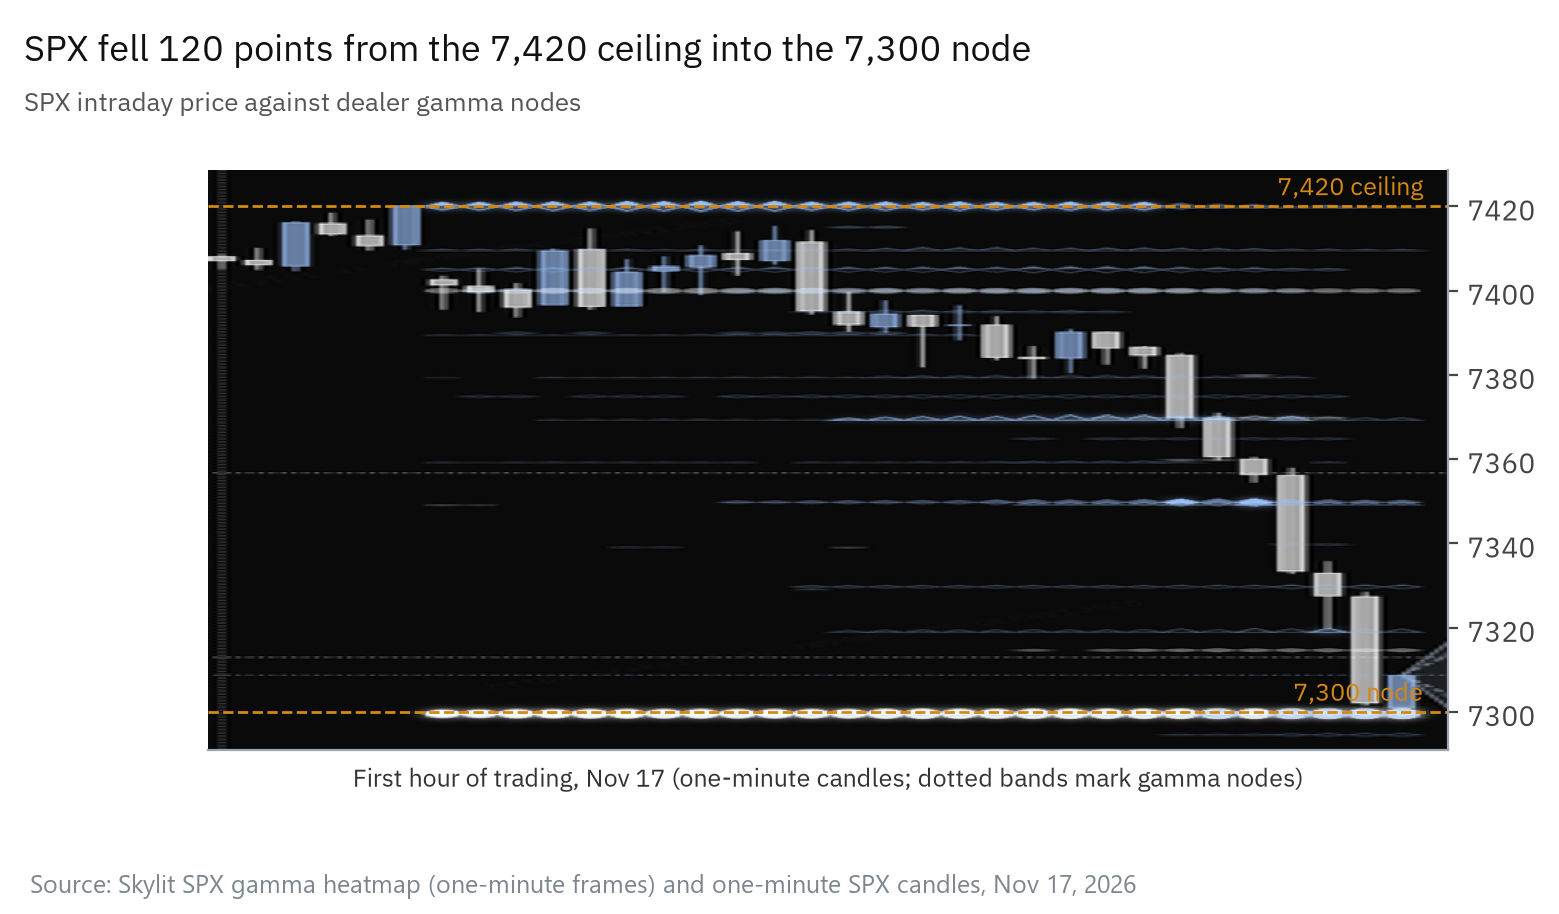 SPX fell 120 points from the 7,420 ceiling into the 7,300 node
SPX intraday price against dealer gamma nodes
7,420 ceiling
7420
7400
7380
7360
7340
7320
7,300 node
7300
First hour of trading, Nov 17 (one-minute candles; dotted bands mark gamma nodes)
Source: Skylit SPX gamma heatmap (one-minute frames) and one-minute SPX candles, Nov 17, 2026